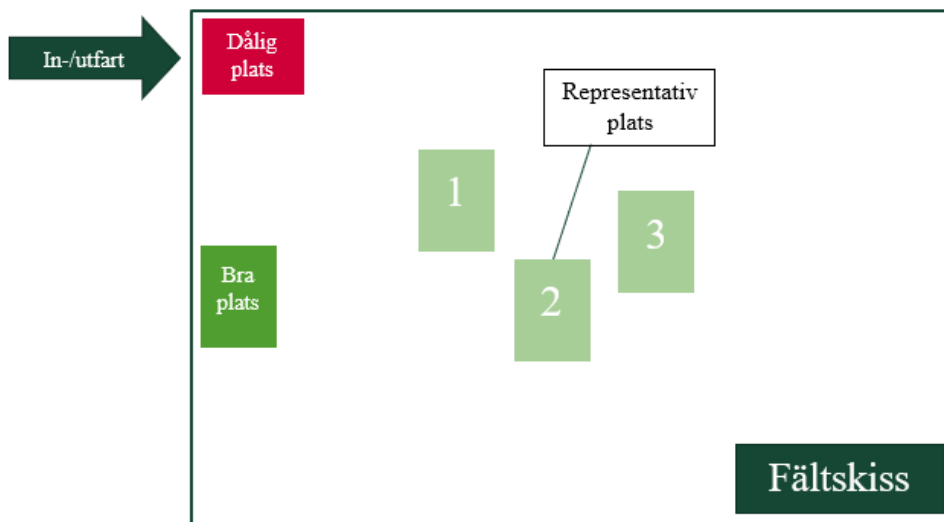 In-/utfart
Dålig
plats
Representativ
plats
1
3
Bra
plats
2
Fältskiss